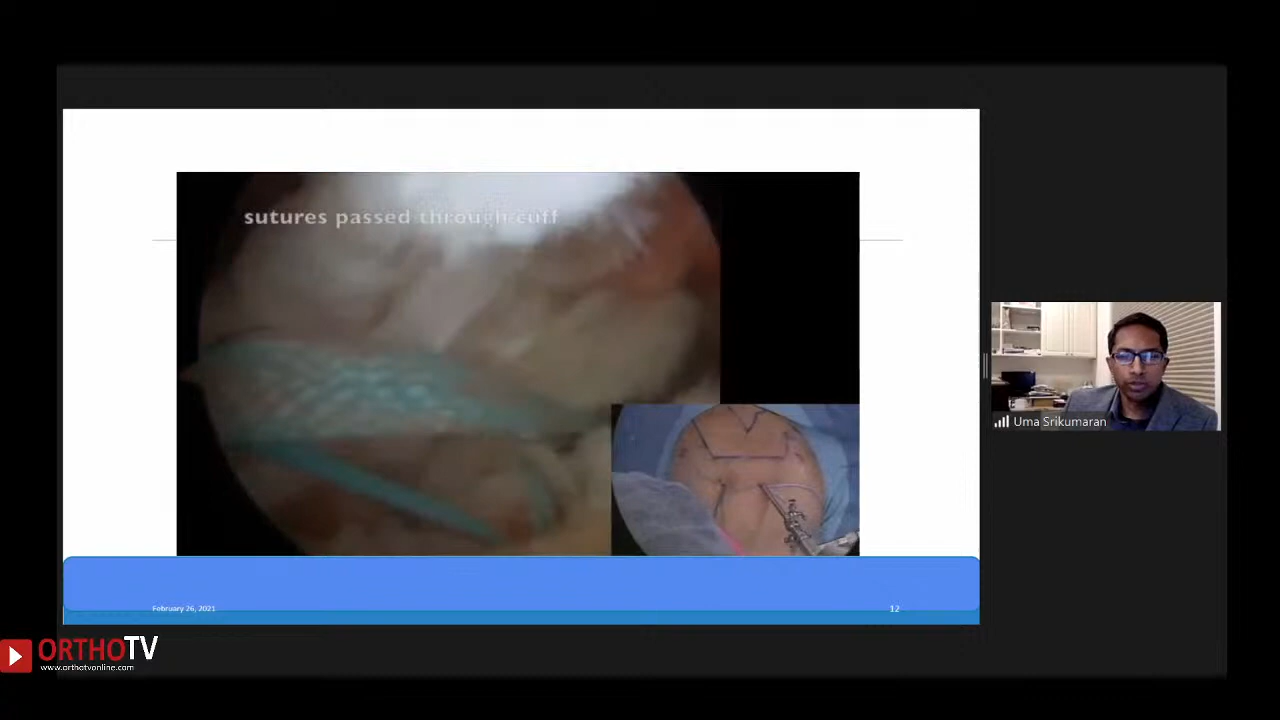 sutures passed through cuff
Uma Srikumaran
February 26, 2021
12
ORTHOTV
www.orthotvonline.com